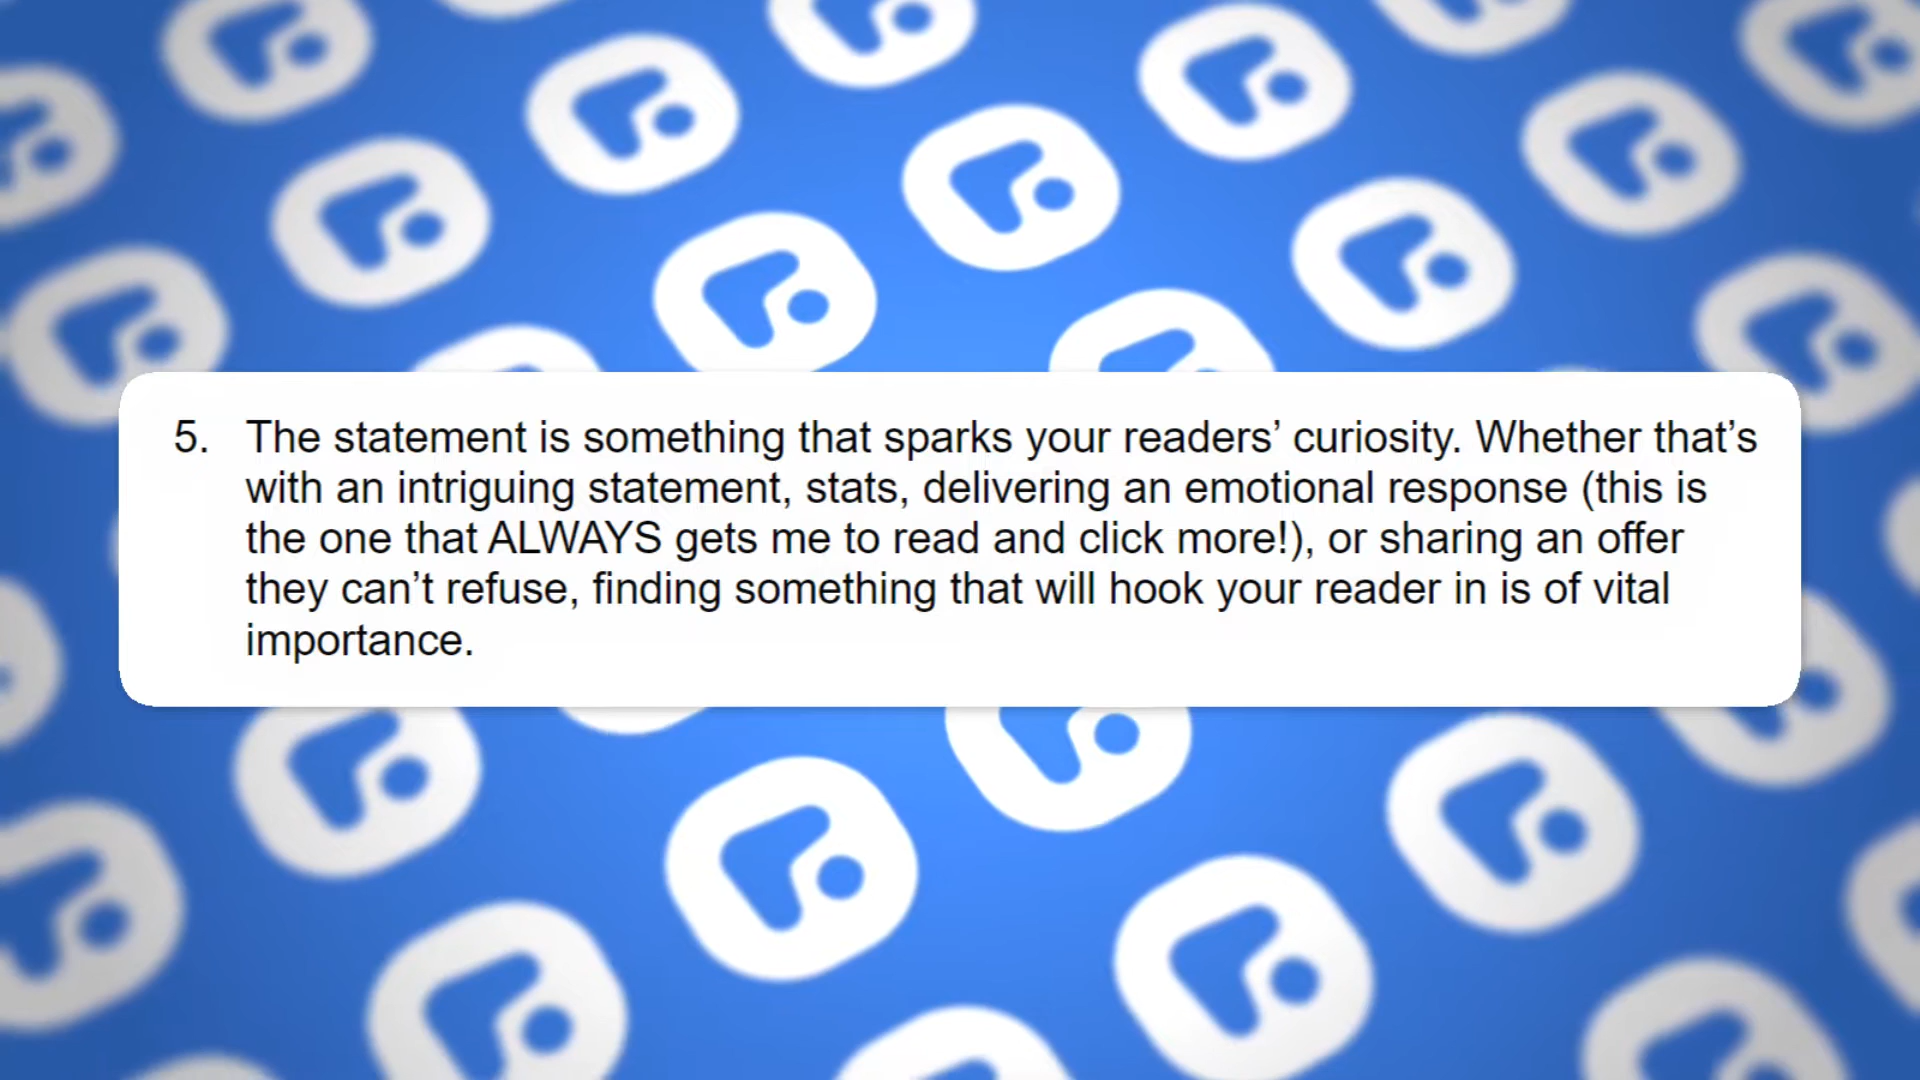 5. The statement is something that sparks your readers’ curiosity. Whether that’s
with an intriguing statement, stats, delivering an emotional response (this is
the one that ALWAYS gets me to read and click more!), or sharing an offer
they can’t refuse, finding something that will hook your reader in is of vital
importance.